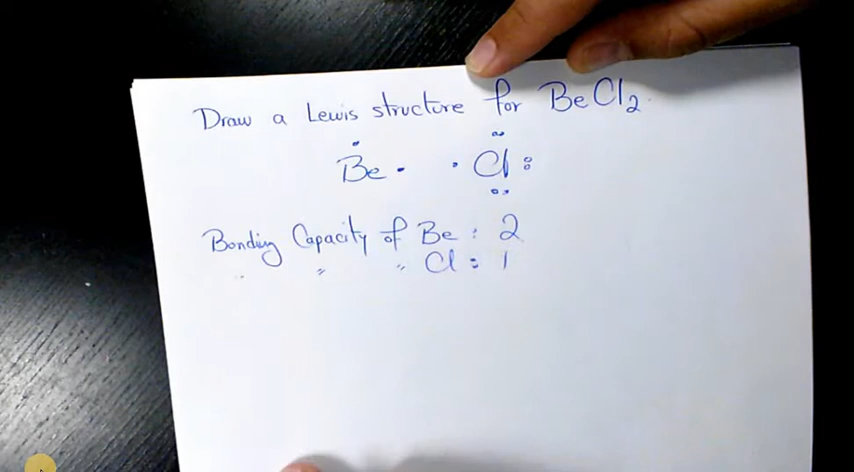 Draw a Lewis structure for BeCl₂
Be Cl
Bonding Capacity of Be : 2
" " " Cl : 1